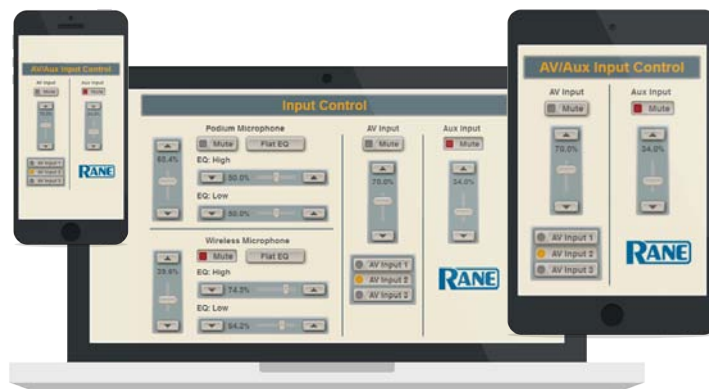 AV/Aux Input Control
AV Input
Aux Input
Mute
Mute
AV Input 1
AV Input 2
AV Input 3
RANE
Input Control
Podium Microphone
60.4%
Mute
Flat EQ
EQ: High
50.0%
EQ: Low
50.0%
Wireless Microphone
39.6%
Mute
Flat EQ
EQ: High
74.5%
EQ: Low
64.2%
AV Input
Mute
70.0%
AV Input 1
AV Input 2
AV Input 3
Aux Input
Mute
34.0%
RANE
AV/Aux Input Control
AV Input
Aux Input
Mute
Mute
70.0%
34.0%
AV Input 1
AV Input 2
AV Input 3
RANE